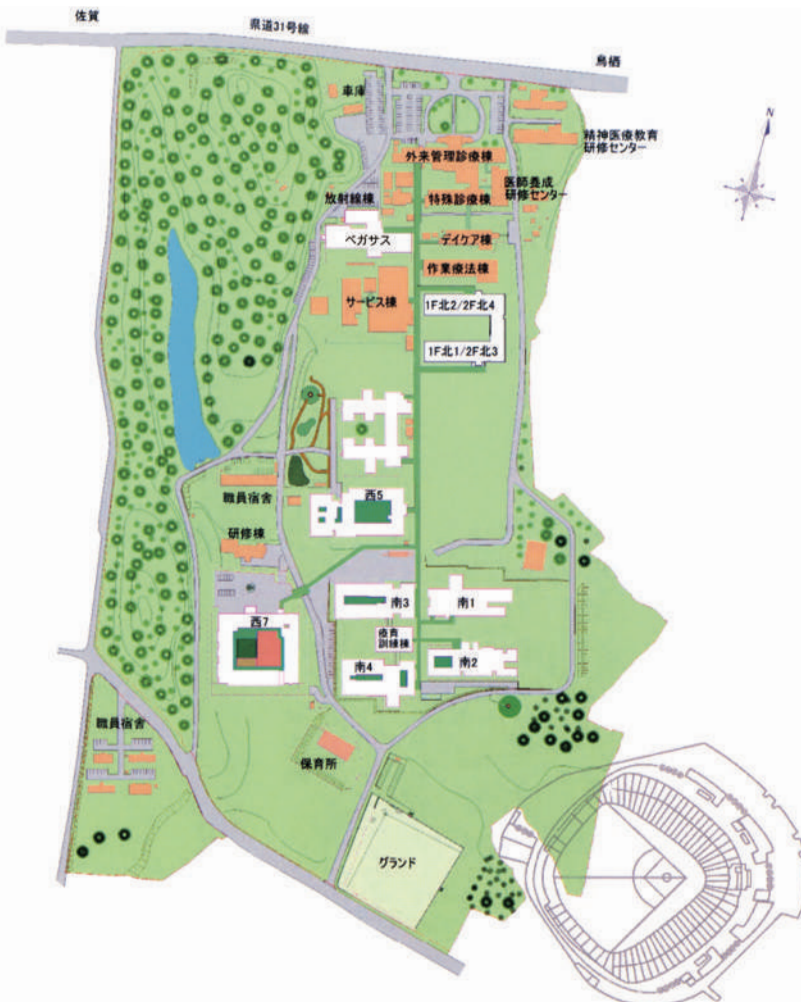 佐賀
県道31号線
鳥栖
N
車庫
精神医療教育
研修センター
外来管理診療棟
放射線棟
特殊診療棟
医師養成
研修センター
ペガサス
デイケア棟
作業療法棟
サービス棟
1F北2/2F北4
1F北1/2F北3
職員宿舎
西5
研修棟
南3
南1
西7
療育
訓練棟
南4
南2
職員宿舎
保育所
グランド